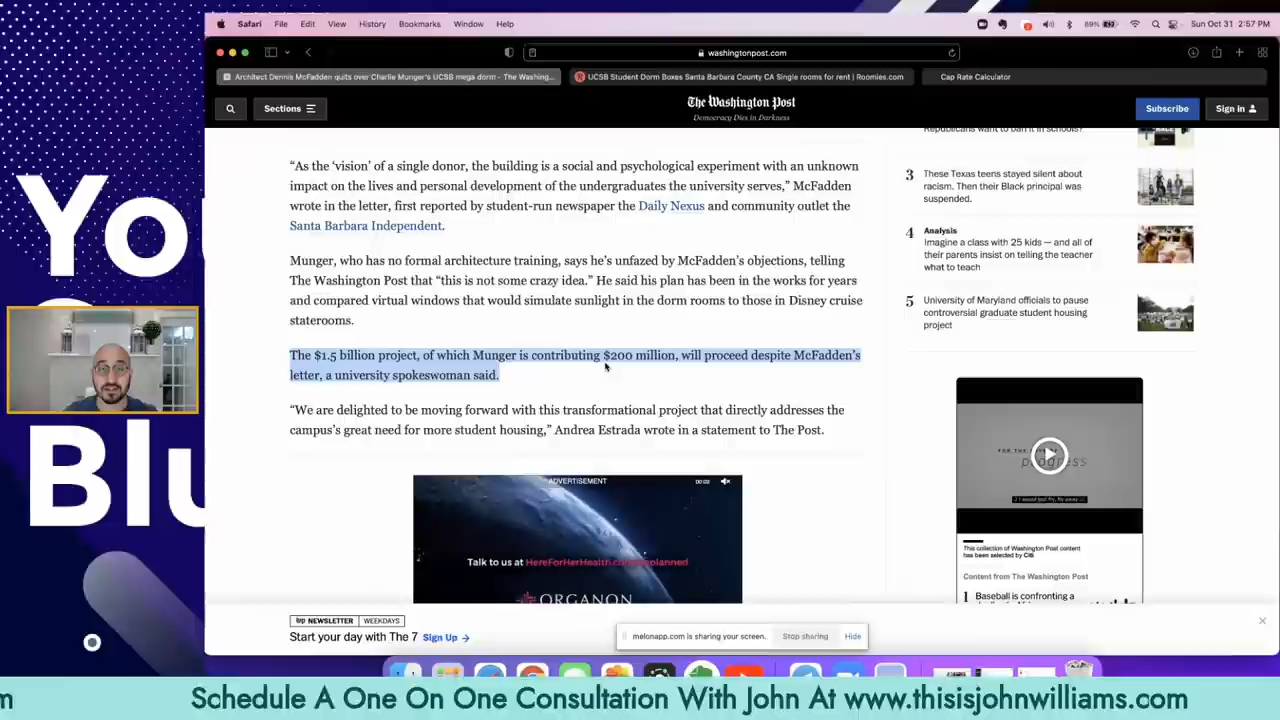 Safari File Edit View History Bookmarks Window Help
89% Sun Oct 31 2:57 PM
washingtonpost.com
Architect Dennis McFadden quits over Charlie Munger's UCSB mega dorm - The Washing...
UCSB Student Dorm Boxes Santa Barbara County CA Single rooms for rent | Roomies.com
Cap Rate Calculator
Sections
The Washington Post
Democracy Dies in Darkness
Subscribe
Sign in
Republicans want to ban it in schools?
“As the ‘vision’ of a single donor, the building is a social and psychological experiment with an unknown
impact on the lives and personal development of the undergraduates the university serves,” McFadden
wrote in the letter, first reported by student-run newspaper the Daily Nexus and community outlet the
Santa Barbara Independent.
Munger, who has no formal architecture training, says he’s unfazed by McFadden’s objections, telling
The Washington Post that “this is not some crazy idea.” He said his plan has been in the works for years
and compared virtual windows that would simulate sunlight in the dorm rooms to those in Disney cruise
staterooms.
The $1.5 billion project, of which Munger is contributing $200 million, will proceed despite McFadden’s
letter, a university spokeswoman said.
“We are delighted to be moving forward with this transformational project that directly addresses the
campus’s great need for more student housing,” Andrea Estrada wrote in a statement to The Post.
3 These Texas teens stayed silent about
racism. Then their Black principal was
suspended.
4 Analysis
Imagine a class with 25 kids — and all of
their parents insist on telling the teacher
what to teach
5 University of Maryland officials to pause
controversial graduate student housing
project
ADVERTISEMENT
Talk to us at
ORGANON
progress
This collection of Washington Post content
has been selected by Citi
Content from The Washington Post
1 Baseball is confronting a
wp NEWSLETTER WEEKDAYS
Start your day with The 7 Sign Up →
melonapp.com is sharing your screen.
Stop sharing
Hide
Yo
Blu
m Schedule A One On One Consultation With John At www.thisisjohnwilliams.com